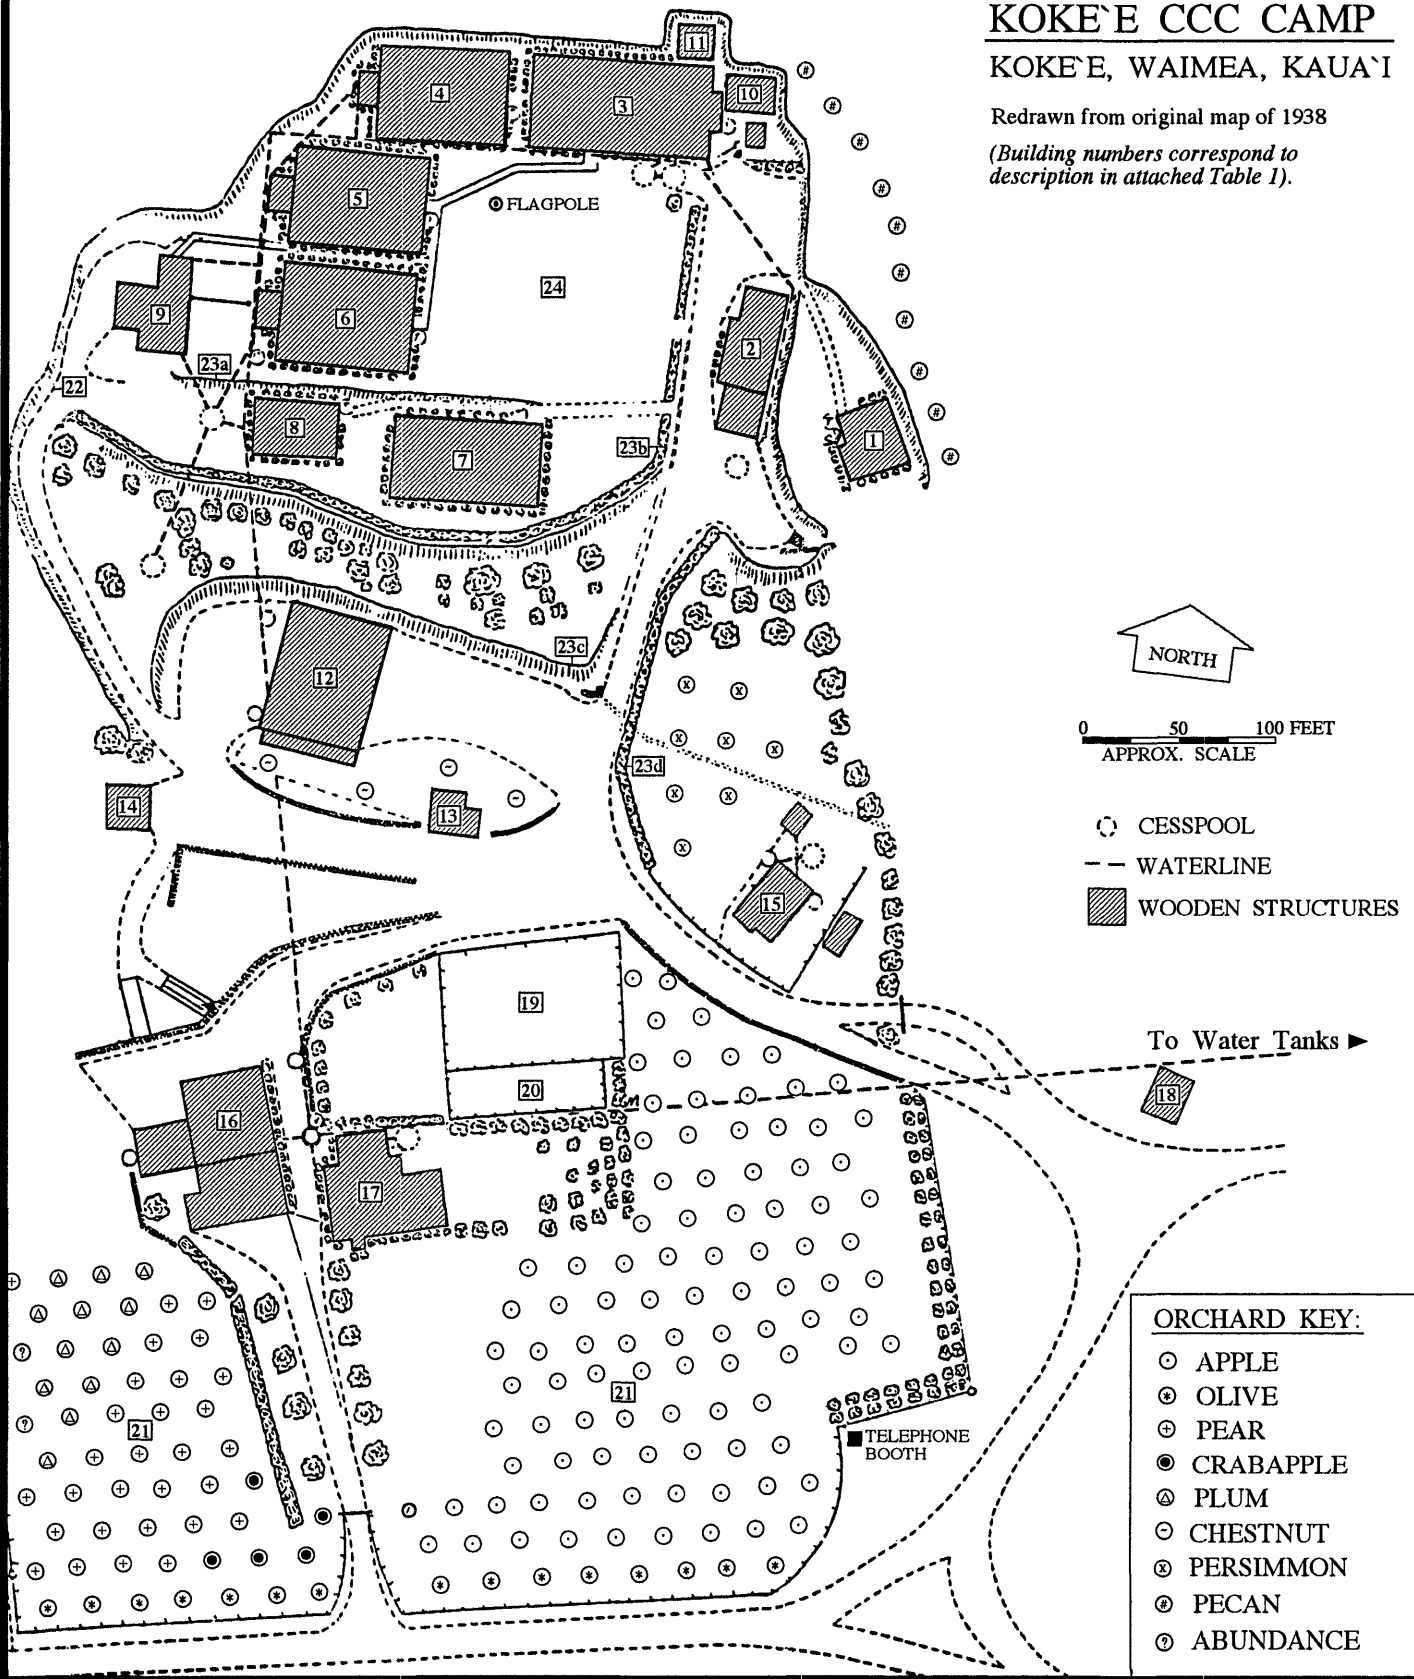 KOKE`E CCC CAMP
KOKE`E, WAIMEA, KAUA`I
Redrawn from original map of 1938
(Building numbers correspond to
description in attached Table 1).
11
4
3
10
5
FLAGPOLE
24
9
6
2
23a
22
8
7
23b
1
23c
12
NORTH
0 50 100 FEET
APPROX. SCALE
23d
14
13
15
CESSPOOL
WATERLINE
WOODEN STRUCTURES
19
20
To Water Tanks
18
16
17
21
21
TELEPHONE
BOOTH
ORCHARD KEY:
APPLE
OLIVE
PEAR
CRABAPPLE
PLUM
CHESTNUT
PERSIMMON
PECAN
ABUNDANCE